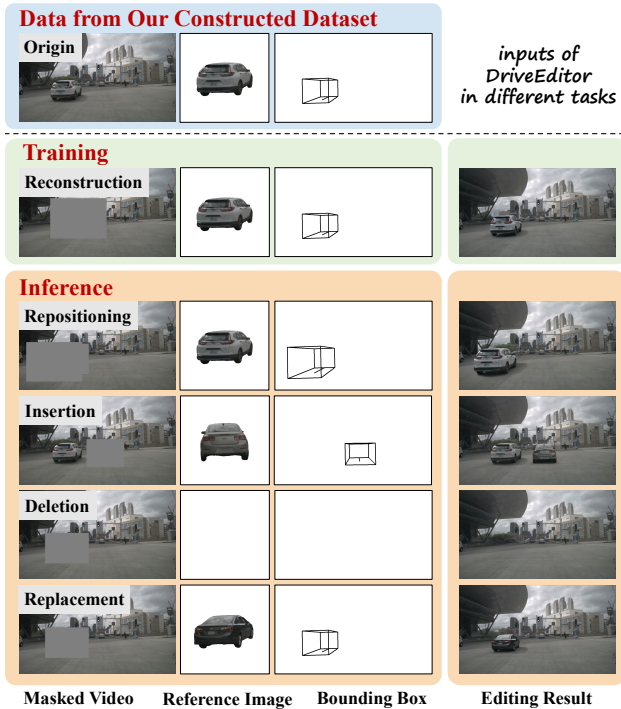 Data from Our Constructed Dataset
Origin
inputs of
DriveEditor
in different tasks
Training
Reconstruction
Inference
Repositioning
Insertion
Deletion
Replacement
Masked Video
Reference Image
Bounding Box
Editing Result